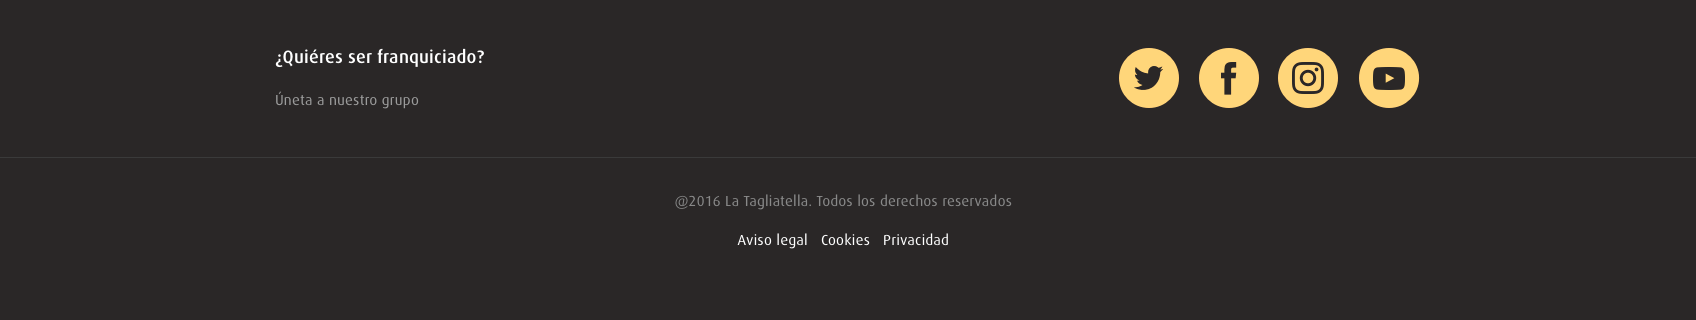 ¿Quiéres ser franquiciado?
Úneta a nuestro grupo
@2016 La Tagliatella. Todos los derechos reservados
Aviso legal Cookies Privacidad